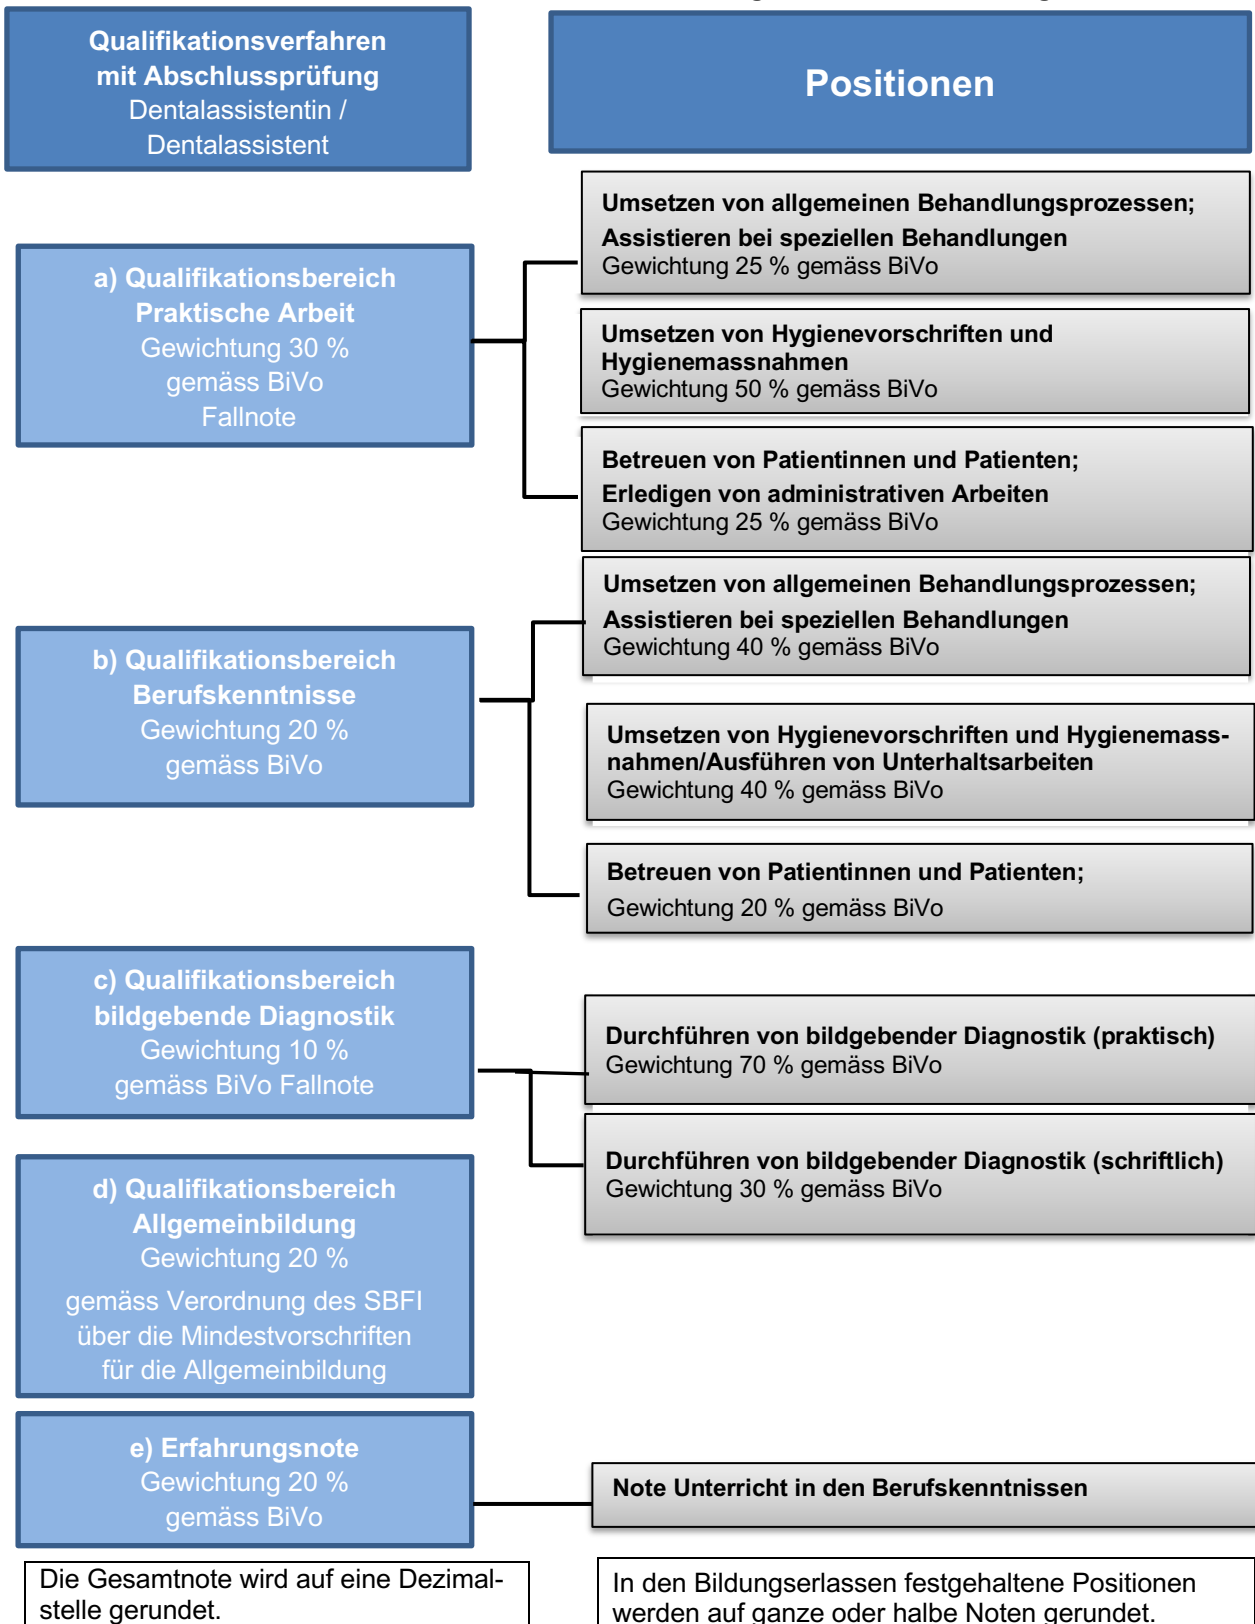 Qualifikationsverfahren
mit Abschlussprüfung
Dentalassistentin /
Dentalassistent
Positionen
a) Qualifikationsbereich
Praktische Arbeit
Gewichtung 30 %
gemäss BiVo
Fallnote
Umsetzen von allgemeinen Behandlungsprozessen;
Assistieren bei speziellen Behandlungen
Gewichtung 25 % gemäss BiVo
Umsetzen von Hygienevorschriften und
Hygienemassnahmen
Gewichtung 50 % gemäss BiVo
Betreuen von Patientinnen und Patienten;
Erledigen von administrativen Arbeiten
Gewichtung 25 % gemäss BiVo
b) Qualifikationsbereich
Berufskenntnisse
Gewichtung 20 %
gemäss BiVo
Umsetzen von allgemeinen Behandlungsprozessen;
Assistieren bei speziellen Behandlungen
Gewichtung 40 % gemäss BiVo
Umsetzen von Hygienevorschriften und Hygienemass-
nahmen/Ausführen von Unterhaltsarbeiten
Gewichtung 40 % gemäss BiVo
Betreuen von Patientinnen und Patienten;
Gewichtung 20 % gemäss BiVo
c) Qualifikationsbereich
bildgebende Diagnostik
Gewichtung 10 %
gemäss BiVo Fallnote
Durchführen von bildgebender Diagnostik (praktisch)
Gewichtung 70 % gemäss BiVo
Durchführen von bildgebender Diagnostik (schriftlich)
Gewichtung 30 % gemäss BiVo
d) Qualifikationsbereich
Allgemeinbildung
Gewichtung 20 %
gemäss Verordnung des SBFI
über die Mindestvorschriften
für die Allgemeinbildung
e) Erfahrungsnote
Gewichtung 20 %
gemäss BiVo
Note Unterricht in den Berufskenntnissen
Die Gesamtnote wird auf eine Dezimal-
stelle gerundet.
In den Bildungserlassen festgehaltene Positionen
werden auf ganze oder halbe Noten gerundet.